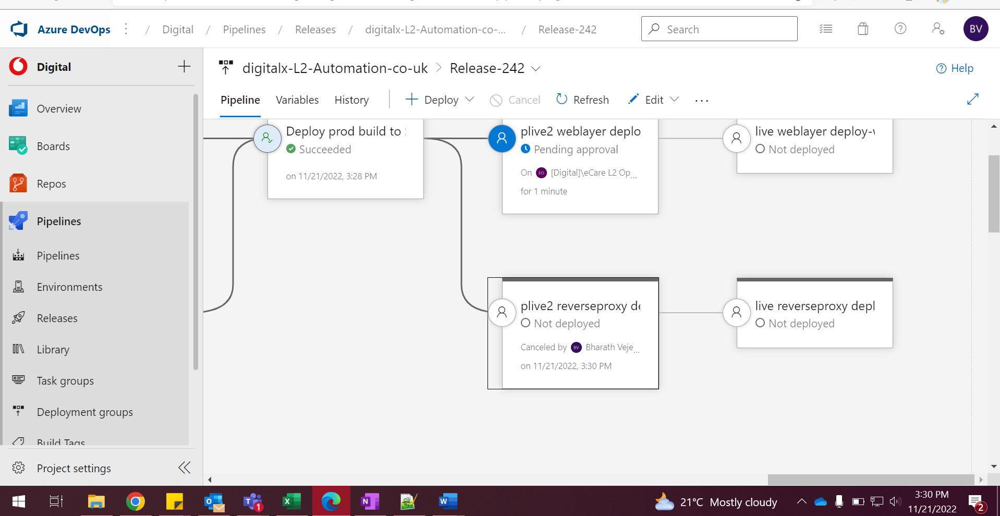 Azure DevOps / Digital / Pipelines / Releases / digitalx-L2-Automation-co-... / Release-242
Search
BV
Digital
Overview
Boards
Repos
Pipelines
Pipelines
Environments
Releases
Library
Task groups
Deployment groups
Build Tags
Project settings
digitalx-L2-Automation-co-uk > Release-242
Help
Pipeline Variables History Deploy Cancel Refresh Edit ...
Deploy prod build to
Succeeded
on 11/21/2022, 3:28 PM
plive2 weblayer deplo
Pending approval
On EO [Digital]\eCare L2 Op...
for 1 minute
live weblayer deploy-
Not deployed
plive2 reverseproxy de
Not deployed
Canceled by BV Bharath Veje...
on 11/21/2022, 3:30 PM
live reverseproxy depl
Not deployed
1
21°C Mostly cloudy
3:30 PM
11/21/2022
2